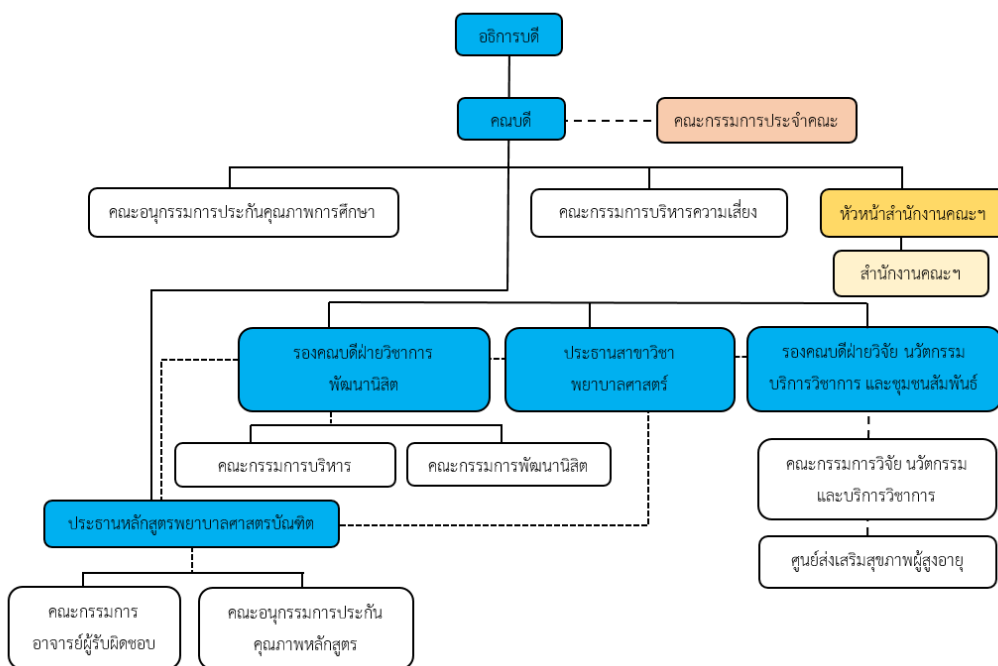 อธิการบดี
คณบดี
คณะกรรมการประจำคณะ
คณะอนุกรรมการประกันคุณภาพการศึกษา
คณะกรรมการบริหารความเสี่ยง
หัวหน้าสำนักงานคณะฯ
สำนักงานคณะฯ
รองคณบดีฝ่ายวิชาการ
พัฒนานิสิต
ประธานสาขาวิชา
พยาบาลศาสตร์
รองคณบดีฝ่ายวิจัย นวัตกรรม
บริการวิชาการ และชุมชนสัมพันธ์
คณะกรรมการบริหาร
คณะกรรมการพัฒนานิสิต
คณะกรรมการวิจัย นวัตกรรม
และบริการวิชาการ
ประธานหลักสูตรพยาบาลศาสตรบัณฑิต
ศูนย์ส่งเสริมสุขภาพผู้สูงอายุ
คณะกรรมการ
อาจารย์ผู้รับผิดชอบ
คณะอนุกรรมการประกัน
คุณภาพหลักสูตร